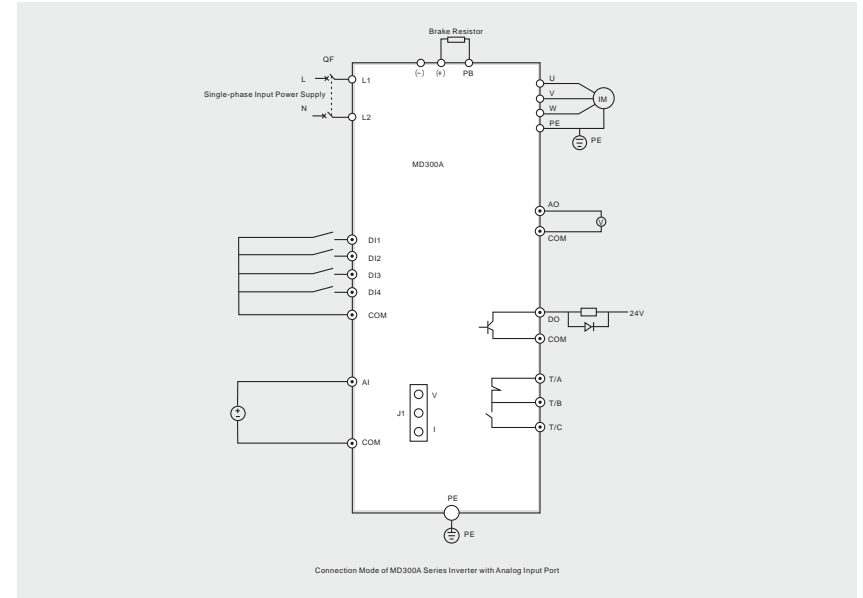 Brake Resistor
QF
(−) (+) PB
L
L1
Single-phase Input Power Supply
N
L2
U
V
W
PE
IM
PE
MD300A
AO
V
COM
DI1
DI2
DI3
DI4
COM
DO
24V
COM
AI
J1
V
I
COM
T/A
T/B
T/C
PE
PE
Connection Mode of MD300A Series Inverter with Analog Input Port